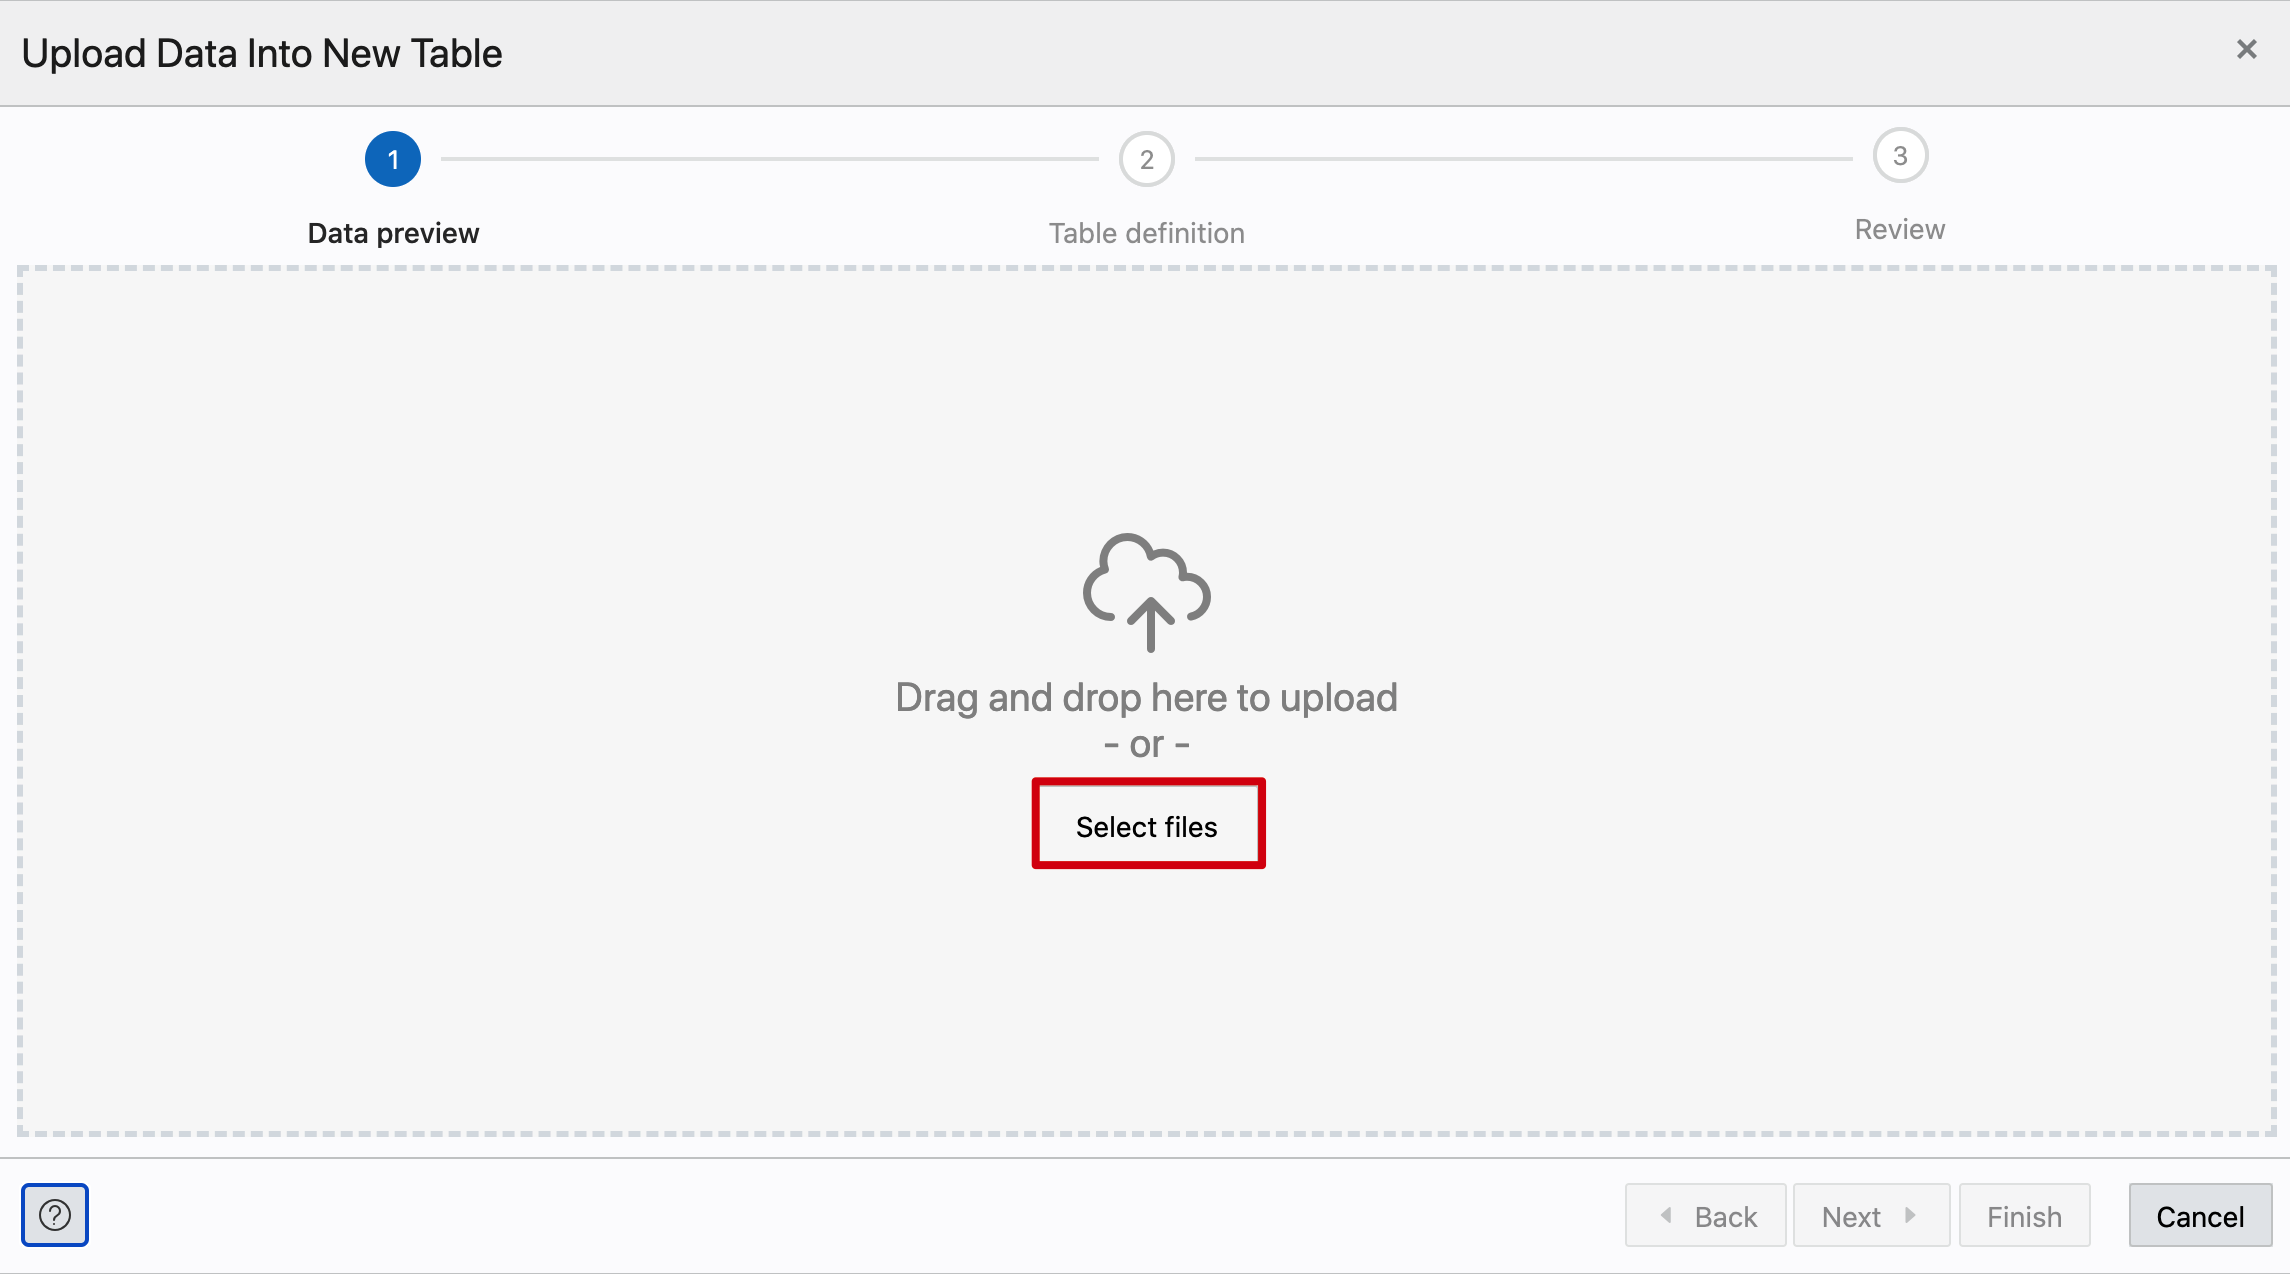 Upload Data Into New Table
1
2
3
Data preview
Table definition
Review
Drag and drop here to upload
- or -
Select files
?
Back
Next
Finish
Cancel